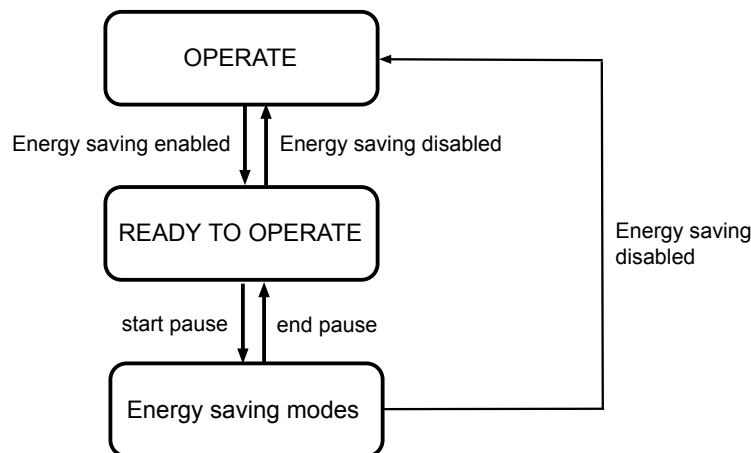 OPERATE
Energy saving enabled
Energy saving disabled
READY TO OPERATE
Energy saving
disabled
start pause
end pause
Energy saving modes